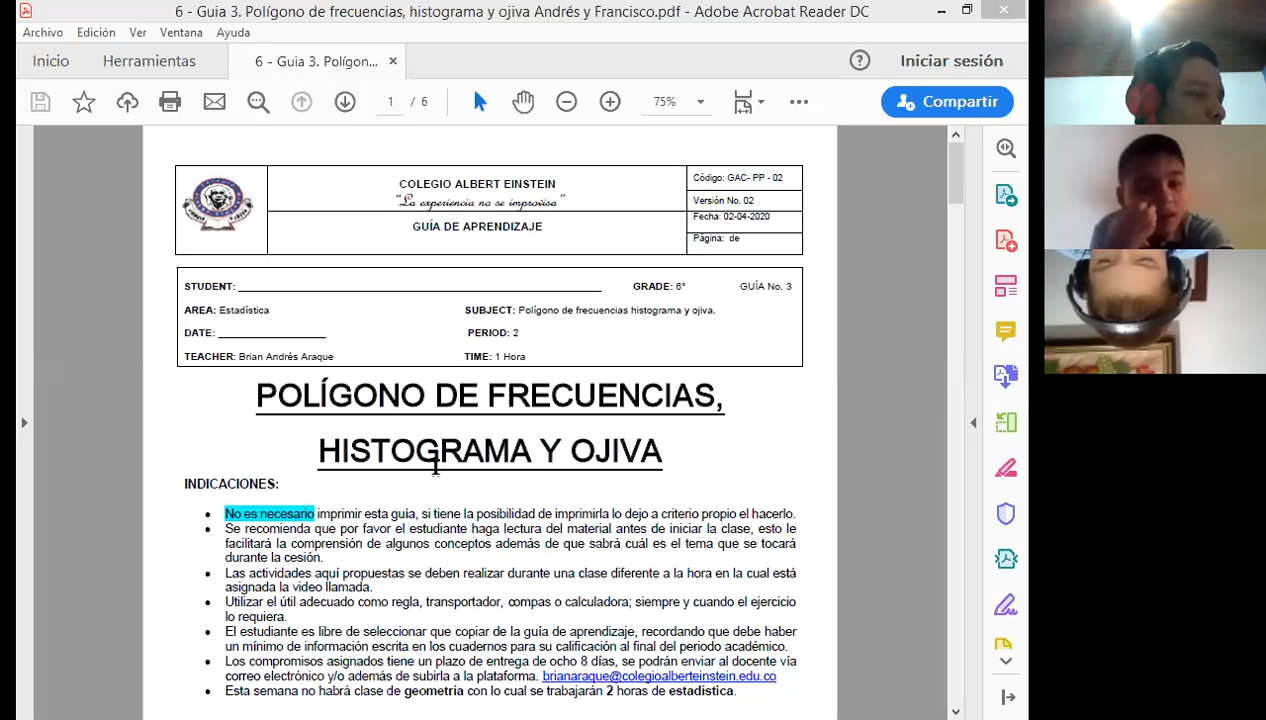 6 - Guia 3. Polígono de frecuencias, histograma y ojiva Andrés y Francisco.pdf - Adobe Acrobat Reader DC
Archivo Edición Ver Ventana Ayuda
Inicio Herramientas 6 - Guia 3. Polígon... × Iniciar sesión
1 / 6 75% Compartir
COLEGIO ALBERT EINSTEIN
"La experiencia no se improvisa"
GUÍA DE APRENDIZAJE
Código: GAC- PP - 02
Versión No. 02
Fecha: 02-04-2020
Página: de
STUDENT: GRADE: 6° GUÍA No. 3
AREA: Estadística SUBJECT: Polígono de frecuencias histograma y ojiva.
DATE: PERIOD: 2
TEACHER: Brian Andrés Araque TIME: 1 Hora
POLÍGONO DE FRECUENCIAS,
HISTOGRAMA Y OJIVA
INDICACIONES:
• No es necesario imprimir esta guía, si tiene la posibilidad de imprimirla lo dejo a criterio propio el hacerlo.
• Se recomienda que por favor el estudiante haga lectura del material antes de iniciar la clase, esto le
facilitará la comprensión de algunos conceptos además de que sabrá cuál es el tema que se tocará
durante la cesión.
• Las actividades aquí propuestas se deben realizar durante una clase diferente a la hora en la cual está
asignada la video llamada.
• Utilizar el útil adecuado como regla, transportador, compas o calculadora; siempre y cuando el ejercicio
lo requiera.
• El estudiante es libre de seleccionar que copiar de la guía de aprendizaje, recordando que debe haber
un mínimo de información escrita en los cuadernos para su calificación al final del periodo académico.
• Los compromisos asignados tiene un plazo de entrega de ocho 8 días, se podrán enviar al docente vía
correo electrónico y/o además de subirla a la plataforma. brianaraque@colegioalberteinstein.edu.co
• Esta semana no habrá clase de geometría con lo cual se trabajarán 2 horas de estadística.